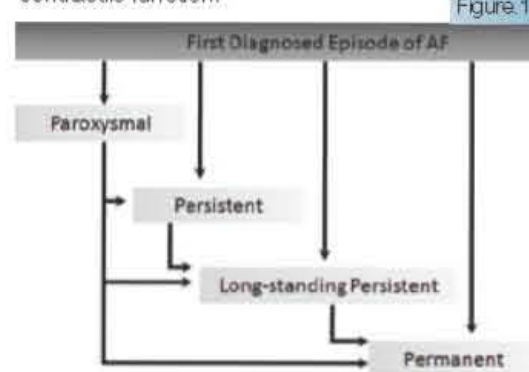 Figure.1
First Diagnosed Episode of AF
Paroxysmal
Persistent
Long-standing Persistent
Permanent